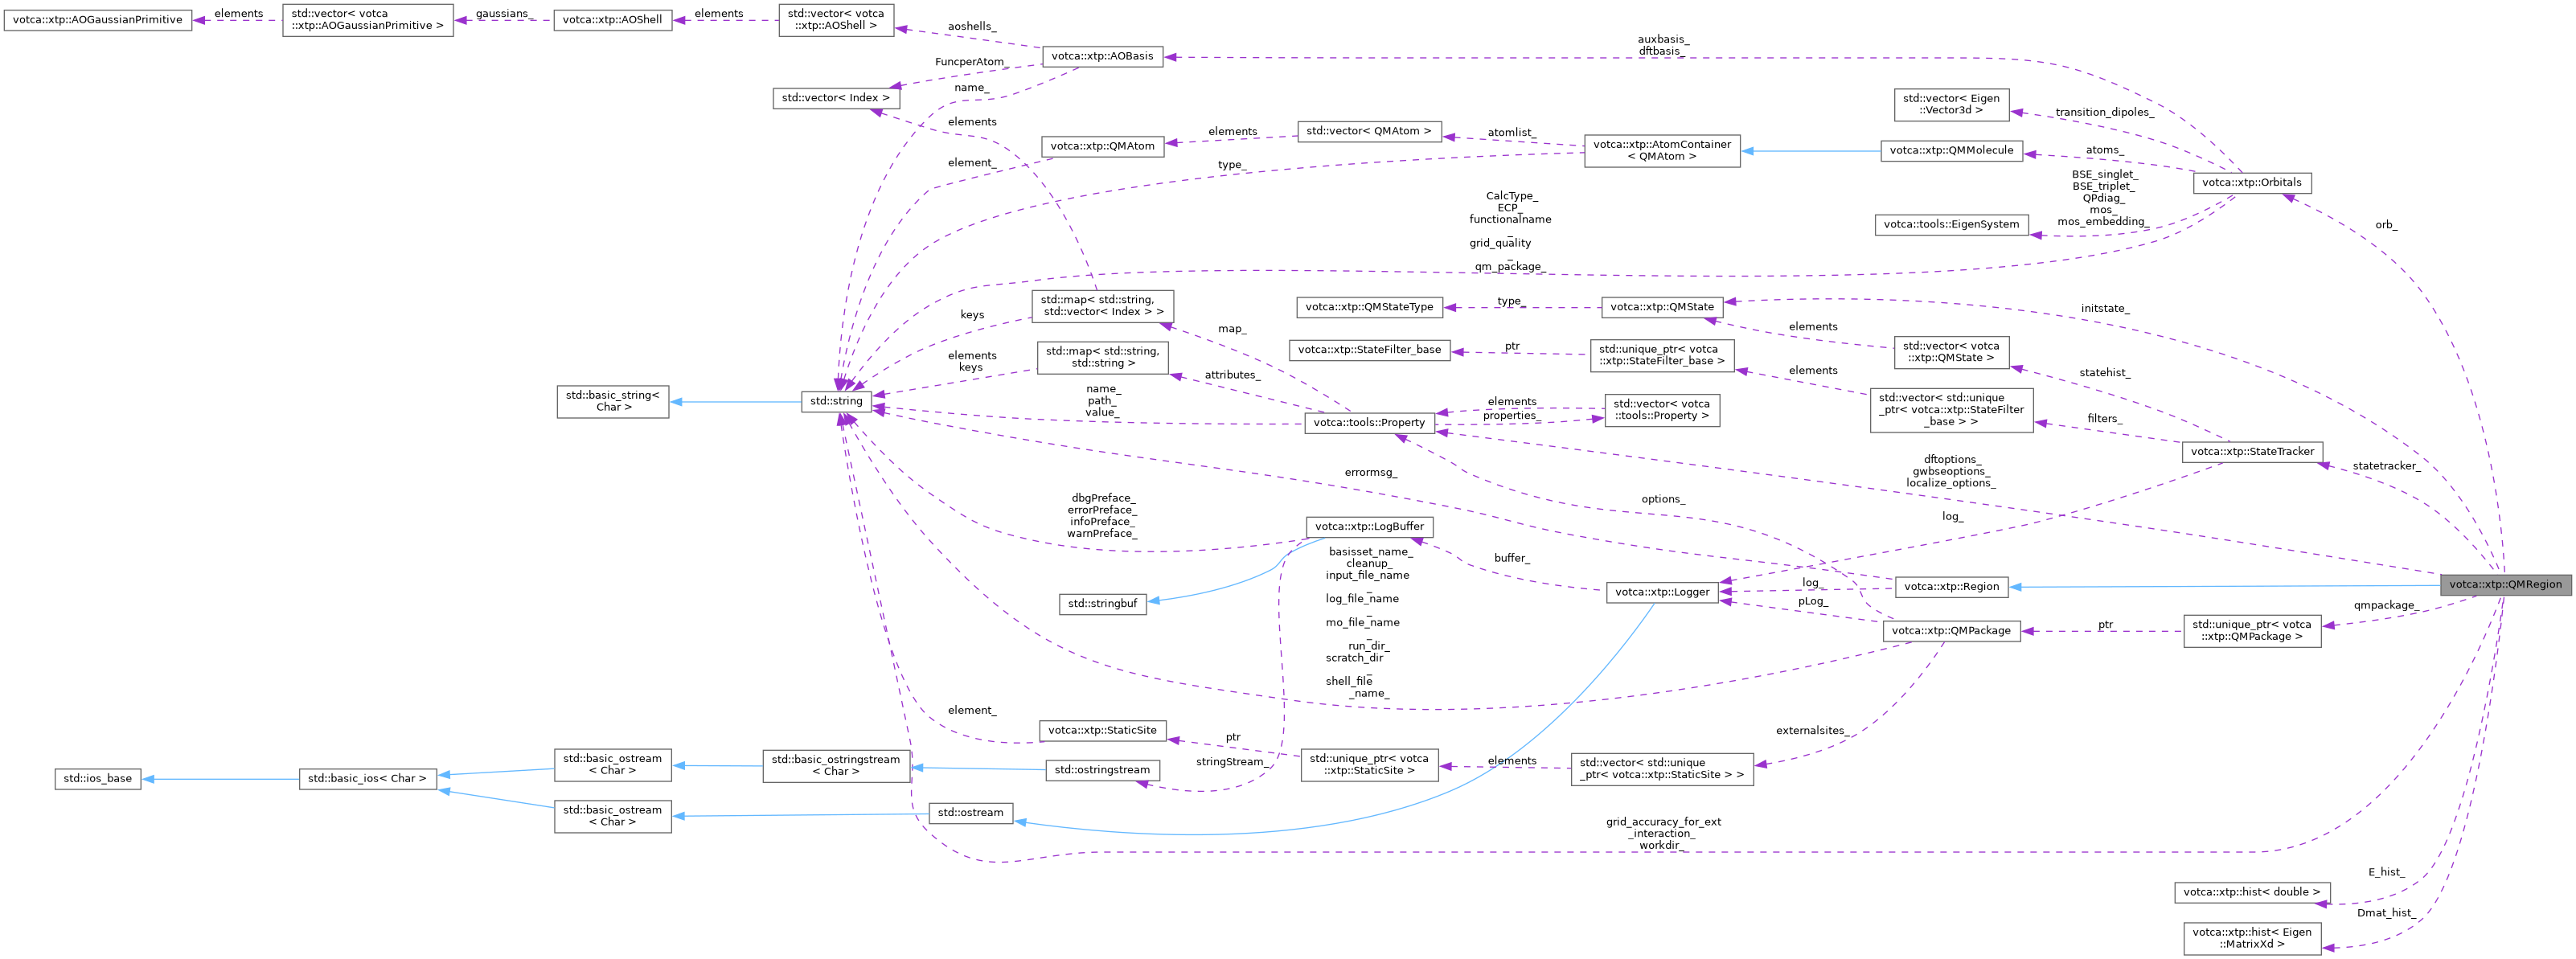 votca::xtp::AOGaussianPrimitive
elements
std::vector< votca
::xtp::AOGaussianPrimitive >
gaussians_
votca::xtp::AOShell
elements
std::vector< votca
::xtp::AOShell >
aoshells_
votca::xtp::AOBasis
FuncperAtom_
name_
std::vector< Index >
elements
auxbasis_
dftbasis_
votca::xtp::QMAtom
elements
std::vector< QMAtom >
atomlist_
votca::xtp::AtomContainer
< QMAtom >
votca::xtp::QMMolecule
atoms_
std::vector< Eigen
::Vector3d >
transition_dipoles_
votca::xtp::Orbitals
element_
type_
BSE_singlet_
BSE_triplet_
QPdiag_
mos_
mos_embedding_
votca::tools::EigenSystem
orb_
CalcType_
ECP_
functionalname
_
grid_quality
_
qm_package_
std::map< std::string,
std::vector< Index > >
keys
map_
votca::xtp::QMStateType
type_
votca::xtp::QMState
initstate_
elements
std::vector< votca
::xtp::QMState >
statehist_
std::map< std::string,
std::string >
elements
keys
attributes_
votca::xtp::StateFilter_base
ptr
std::unique_ptr< votca
::xtp::StateFilter_base >
elements
std::vector< std::unique
_ptr< votca::xtp::StateFilter
_base > >
filters_
std::basic_string<
Char >
std::string
name_
path_
value_
votca::tools::Property
elements
properties_
std::vector< votca
::tools::Property >
votca::xtp::StateTracker
statetracker_
errormsg_
dftoptions_
gwbseoptions_
localize_options_
options_
log_
dbgPreface_
errorPreface_
infoPreface_
warnPreface_
votca::xtp::LogBuffer
buffer_
votca::xtp::Logger
log_
pLog_
votca::xtp::Region
votca::xtp::QMRegion
std::stringbuf
basisset_name_
cleanup_
input_file_name
_
log_file_name
_
mo_file_name
_
run_dir_
scratch_dir
_
shell_file
_name_
votca::xtp::QMPackage
ptr
std::unique_ptr< votca
::xtp::QMPackage >
qmpackage_
element_
votca::xtp::StaticSite
ptr
stringStream_
std::unique_ptr< votca
::xtp::StaticSite >
elements
std::vector< std::unique
_ptr< votca::xtp::StaticSite > >
externalsites_
std::ios_base
std::basic_ios< Char >
std::basic_ostream
< Char >
std::basic_ostringstream
< Char >
std::ostringstream
std::basic_ostream
< Char >
std::ostream
grid_accuracy_for_ext
_interaction_
workdir_
E_hist_
votca::xtp::hist< double >
Dmat_hist_
votca::xtp::hist< Eigen
::MatrixXd >